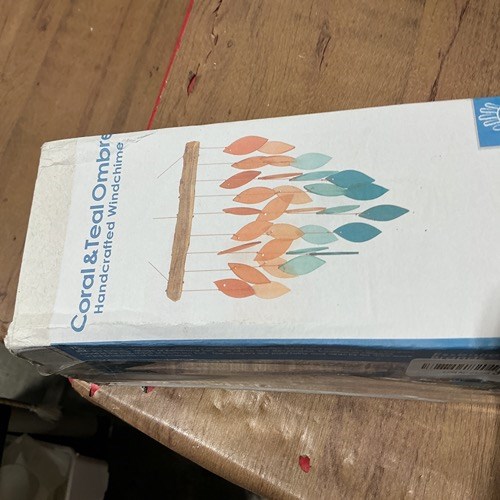 Coral & Teal Ombre
Handcrafted Windchime